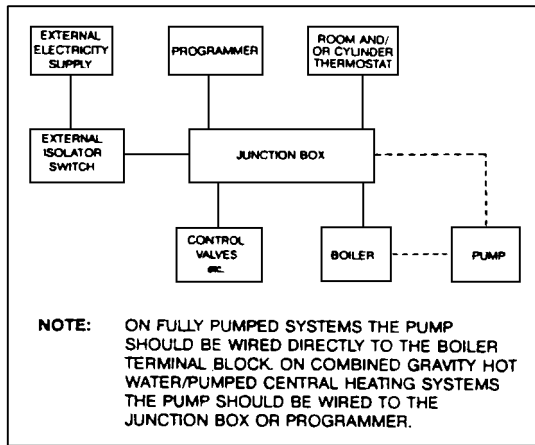 EXTERNAL
ELECTRICITY
SUPPLY
PROGRAMMER
ROOM AND/
OR CYLINDER
THERMOSTAT
EXTERNAL
ISOLATOR
SWITCH
JUNCTION BOX
CONTROL
VALVES
etc.
BOILER
PUMP
NOTE: ON FULLY PUMPED SYSTEMS THE PUMP
SHOULD BE WIRED DIRECTLY TO THE BOILER
TERMINAL BLOCK. ON COMBINED GRAVITY HOT
WATER/PUMPED CENTRAL HEATING SYSTEMS
THE PUMP SHOULD BE WIRED TO THE
JUNCTION BOX OR PROGRAMMER.